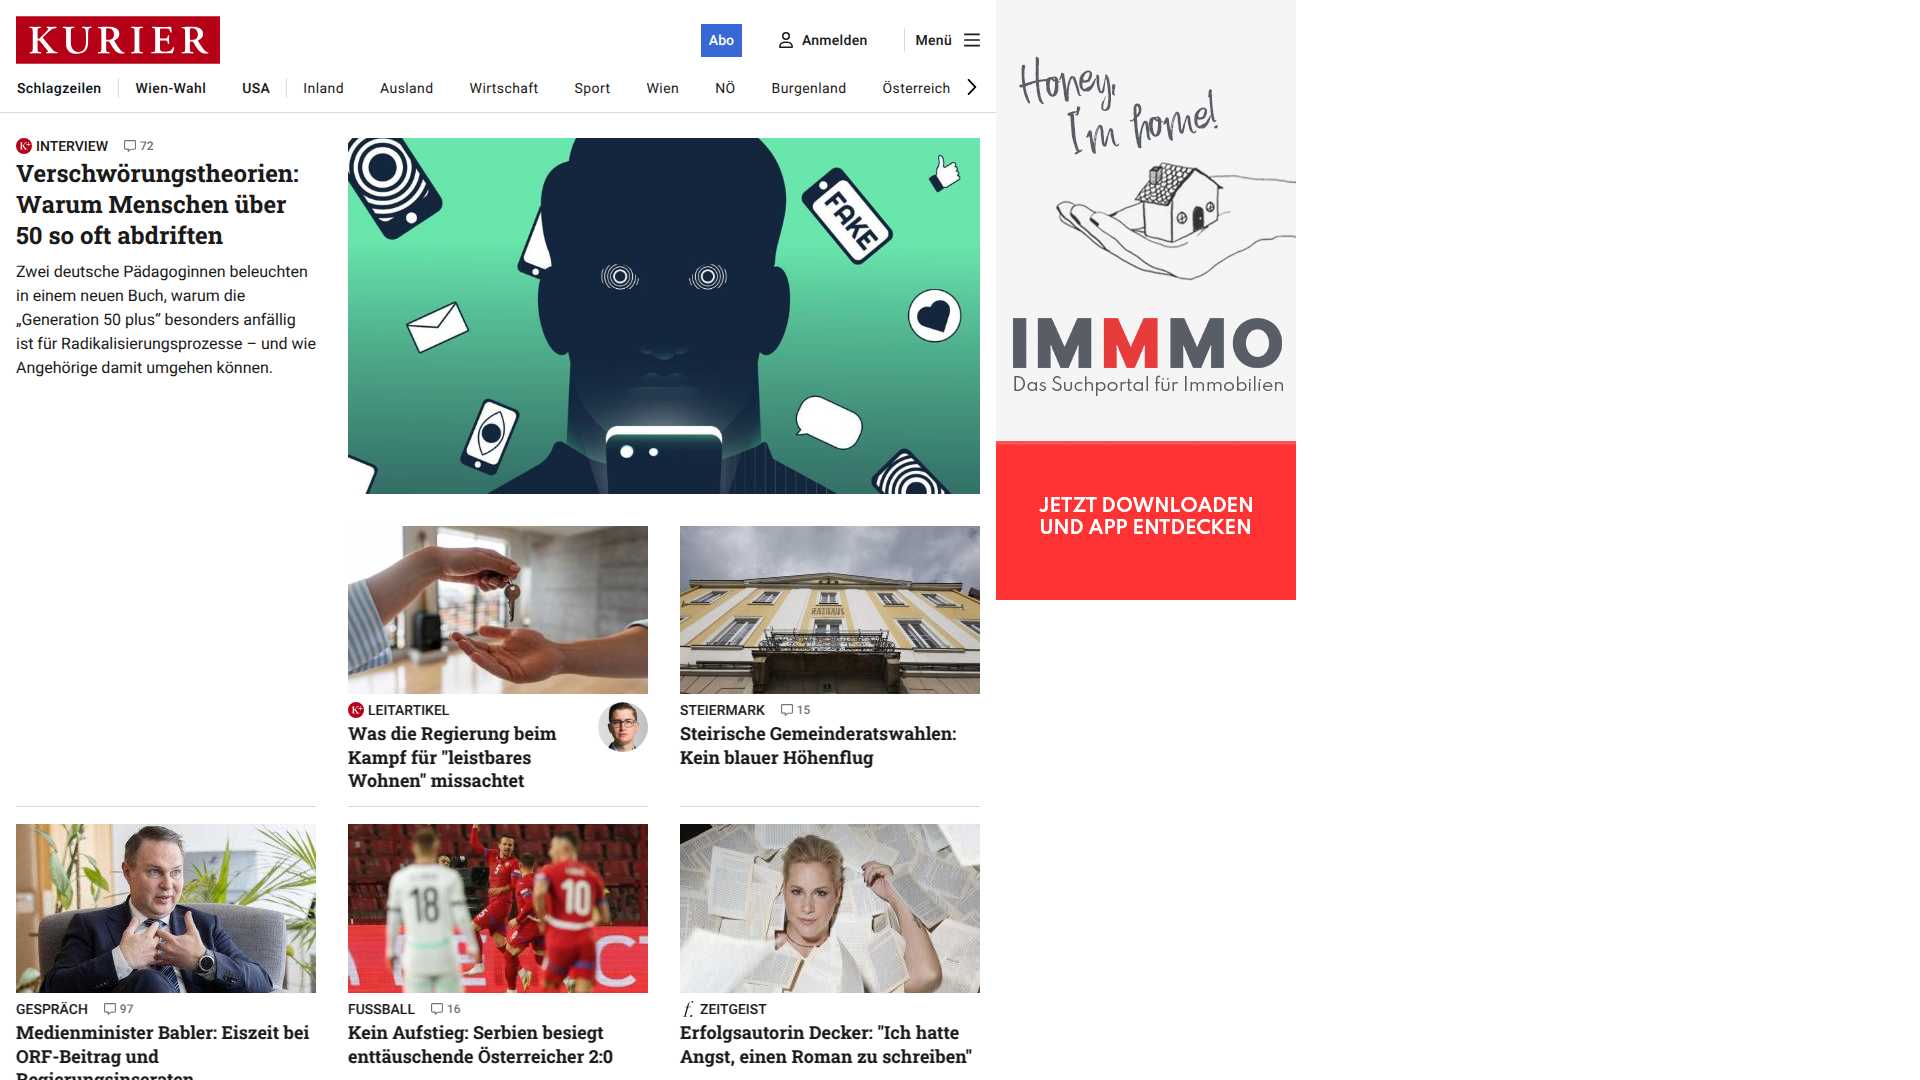 KURIER
Abo
Anmelden
Menü
Schlagzeilen
Wien-Wahl
USA
Inland
Ausland
Wirtschaft
Sport
Wien
NÖ
Burgenland
Österreich
K+ INTERVIEW 72
Verschwörungstheorien:
Warum Menschen über
50 so oft abdriften
Zwei deutsche Pädagoginnen beleuchten
in einem neuen Buch, warum die
„Generation 50 plus“ besonders anfällig
ist für Radikalisierungsprozesse – und wie
Angehörige damit umgehen können.
FAKE
K+ LEITARTIKEL
Was die Regierung beim
Kampf für "leistbares
Wohnen" missachtet
RATHAUS
STEIERMARK 15
Steirische Gemeinderatswahlen:
Kein blauer Höhenflug
GESPRÄCH 97
Medienminister Babler: Eiszeit bei
ORF-Beitrag und
Regierungsinseraten
18
10
FUSSBALL 16
Kein Aufstieg: Serbien besiegt
enttäuschende Österreicher 2:0
f. ZEITGEIST
Erfolgsautorin Decker: "Ich hatte
Angst, einen Roman zu schreiben"
Honey,
I'm home!
IMMMO
Das Suchportal für Immobilien
JETZT DOWNLOADEN
UND APP ENTDECKEN